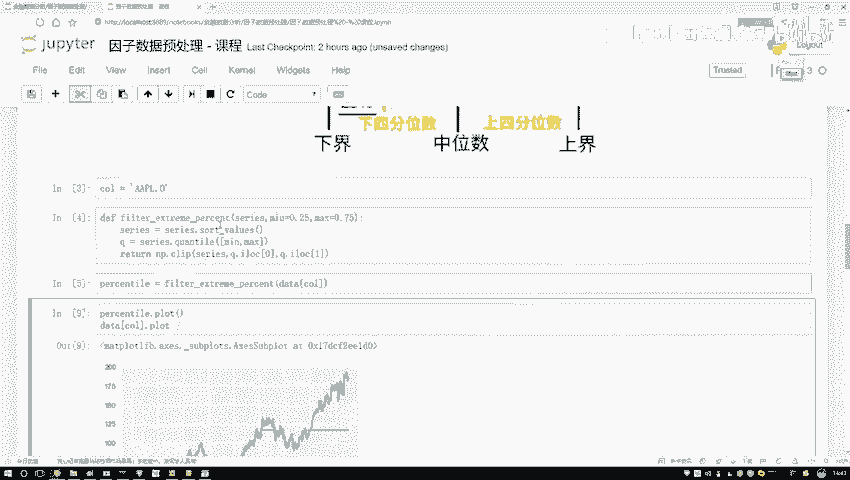 jupyter 因子数据预处理 - 课程 Last Checkpoint: 2 hours ago (unsaved changes)
Logout
File Edit View Insert Cell Kernel Widgets Help
Trusted
Code
下四分位数 上四分位数
下界 中位数 上界
In [3]: col = 'AAPL.O'
In [4]: def filter_extreme_percent(series,min=0.25,max=0.75):
series = series.sort_values()
q = series.quantile([min,max])
return np.clip(series,q.iloc[0],q.iloc[1])
In [5]: percentile = filter_extreme_percent(data[col])
In [9]: percentile.plot()
data[col].plot
Out[9]: <matplotlib.axes._subplots.AxesSubplot at 0x17dcf2ee1d0>
200
175
150
125
100
14:43